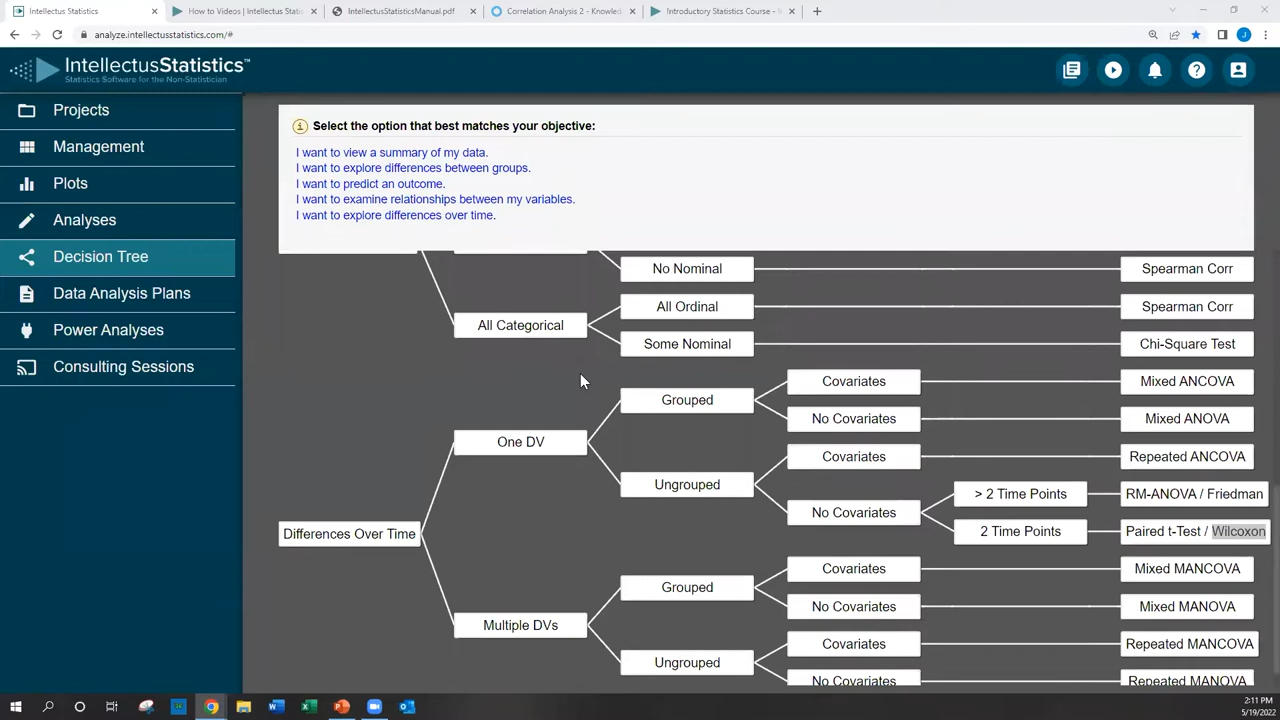 Intellectus Statistics
How to Videos | Intellectus Stati
IntellectusStatisticsManual.pdf
Correlation Analysis 2 - Knowled
Introductory Statistics Course - I
analyze.intellectusstatistics.com/#
J
IntellectusStatistics™
Statistics Software for the Non-Statistician
Projects
Management
Plots
Analyses
Decision Tree
Data Analysis Plans
Power Analyses
Consulting Sessions
Select the option that best matches your objective:
I want to view a summary of my data.
I want to explore differences between groups.
I want to predict an outcome.
I want to examine relationships between my variables.
I want to explore differences over time.
No Nominal
Spearman Corr
All Ordinal
Spearman Corr
All Categorical
Some Nominal
Chi-Square Test
Covariates
Mixed ANCOVA
Grouped
No Covariates
Mixed ANOVA
One DV
Covariates
Repeated ANCOVA
Ungrouped
> 2 Time Points
RM-ANOVA / Friedman
No Covariates
2 Time Points
Paired t-Test / Wilcoxon
Differences Over Time
Covariates
Mixed MANCOVA
Grouped
No Covariates
Mixed MANOVA
Multiple DVs
Covariates
Repeated MANCOVA
Ungrouped
No Covariates
Repeated MANOVA
2:11 PM
5/19/2022